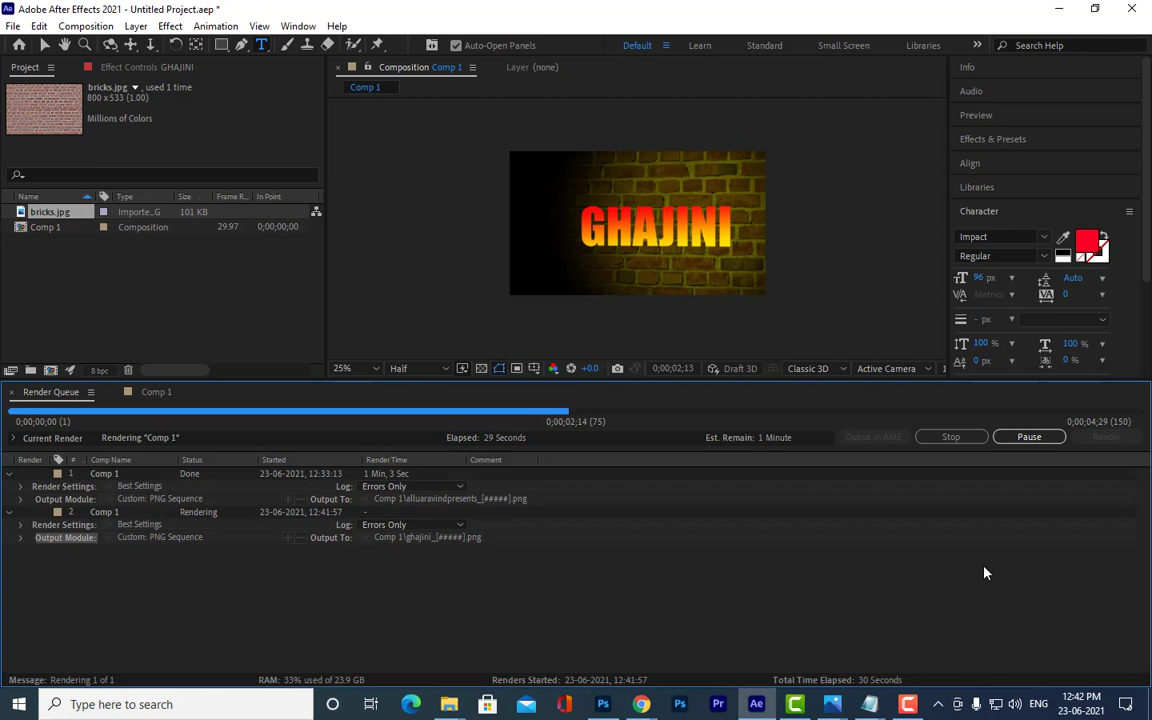 Adobe After Effects 2021 - Untitled Project.aep *
File Edit Composition Layer Effect Animation View Window Help
Auto-Open Panels Default Learn Standard Small Screen Libraries Search Help
Project Effect Controls GHAJINI Composition Comp 1 Layer (none) Info
bricks.jpg , used 1 time Comp 1 Audio
800 x 533 (1.00)
Millions of Colors Preview
Effects & Presets
Align
Libraries
Name Type Size Frame R... In Point Character
bricks.jpg Importe...G 101 KB
Comp 1 Composition 29.97 0;00;00;00
GHAJINI
Impact
Regular
96 px Auto
Metrics 0
- px
100 % 100 %
0 px 0 %
8 bpc 25% Half +0.0 0;00;02;13 Draft 3D Classic 3D Active Camera 1
Render Queue Comp 1
0;00;00;00 (1) 0;00;02;14 (75) 0;00;04;29 (150)
Current Render Rendering "Comp 1" Elapsed: 29 Seconds Est. Remain: 1 Minute Queue in AME Stop Pause Render
Render # Comp Name Status Started Render Time Comment
1 Comp 1 Done 23-06-2021, 12:33:13 1 Min, 3 Sec
Render Settings: Best Settings Log: Errors Only
Output Module: Custom: PNG Sequence Output To: Comp 1\alluaravindpresents_[#####].png
2 Comp 1 Rendering 23-06-2021, 12:41:57 -
Render Settings: Best Settings Log: Errors Only
Output Module: Custom: PNG Sequence Output To: Comp 1\ghajini_[#####].png
Message: Rendering 1 of 1 RAM: 33% used of 23.9 GB Renders Started: 23-06-2021, 12:41:57 Total Time Elapsed: 30 Seconds
Type here to search Ps Ps Pr Ae ENG 12:42 PM
23-06-2021